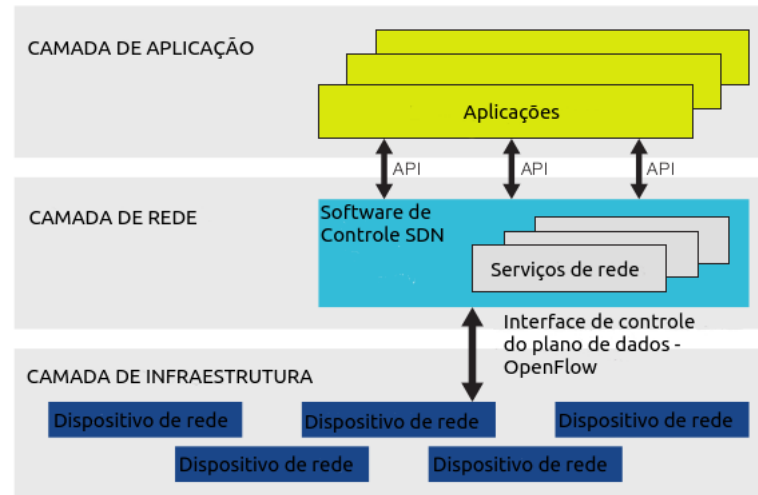 CAMADA DE APLICAÇÃO
Aplicações
API
API
API
CAMADA DE REDE
Software de
Controle SDN
Serviços de rede
Interface de controle
do plano de dados -
OpenFlow
CAMADA DE INFRAESTRUTURA
Dispositivo de rede
Dispositivo de rede
Dispositivo de rede
Dispositivo de rede
Dispositivo de rede